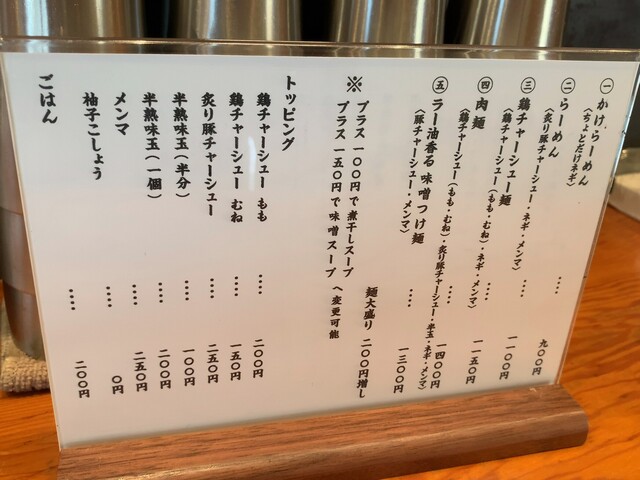 ㊀ かけらーめん ‥‥ 九〇〇円
〈ちょとだけネギ〉
㊁ らーめん ‥‥ 一一〇〇円
〈炙り豚チャーシュー・ネギ・メンマ〉
㊂ 鶏チャーシュー麺 ‥‥ 一一五〇円
〈鶏チャーシュー(もも・むね)・ネギ・メンマ〉
㊃ 肉麺 ‥‥ 一四〇〇円
〈鶏チャーシュー(もも・むね)・炙り豚チャーシュー・半玉・ネギ・メンマ〉
㊄ ラー油香る味噌つけ麺 ‥‥ 一三〇〇円
〈豚チャーシュー・メンマ〉
麺大盛り 二〇〇円増し
※ プラス一〇〇円で煮干しスープ
プラス一五〇円で味噌スープ へ変更可能
トッピング
鶏チャーシュー もも ‥‥ 二〇〇円
鶏チャーシュー むね ‥‥ 一五〇円
炙り豚チャーシュー ‥‥ 二五〇円
半熟味玉(半分) ‥‥ 一〇〇円
半熟味玉(一個) ‥‥ 二〇〇円
メンマ ‥‥ 二五〇円
柚子こしょう ‥‥ 〇円
ごはん ‥‥ 二〇〇円